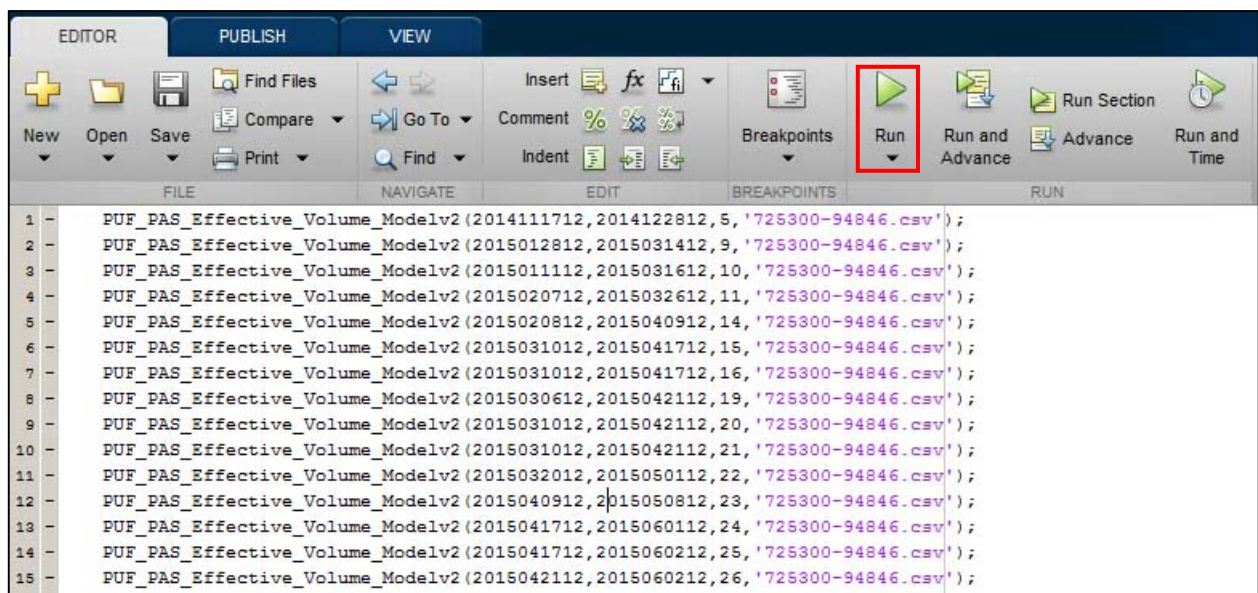 EDITOR PUBLISH VIEW
Find Files Insert fx fi
New Open Save Compare Go To Comment Breakpoints Run Run and Advance Run Section Advance Run and Time
Print Find Indent
FILE NAVIGATE EDIT BREAKPOINTS RUN
1 - PUF_PAS_Effective_Volume_Modelv2(2014111712,2014122812,5,'725300-94846.csv');
2 - PUF_PAS_Effective_Volume_Modelv2(2015012812,2015031412,9,'725300-94846.csv');
3 - PUF_PAS_Effective_Volume_Modelv2(2015011112,2015031612,10,'725300-94846.csv');
4 - PUF_PAS_Effective_Volume_Modelv2(2015020712,2015032612,11,'725300-94846.csv');
5 - PUF_PAS_Effective_Volume_Modelv2(2015020812,2015040912,14,'725300-94846.csv');
6 - PUF_PAS_Effective_Volume_Modelv2(2015031012,2015041712,15,'725300-94846.csv');
7 - PUF_PAS_Effective_Volume_Modelv2(2015031012,2015041712,16,'725300-94846.csv');
8 - PUF_PAS_Effective_Volume_Modelv2(2015030612,2015042112,19,'725300-94846.csv');
9 - PUF_PAS_Effective_Volume_Modelv2(2015031012,2015042112,20,'725300-94846.csv');
10 - PUF_PAS_Effective_Volume_Modelv2(2015031012,2015042112,21,'725300-94846.csv');
11 - PUF_PAS_Effective_Volume_Modelv2(2015032012,2015050112,22,'725300-94846.csv');
12 - PUF_PAS_Effective_Volume_Modelv2(2015040912,2015050812,23,'725300-94846.csv');
13 - PUF_PAS_Effective_Volume_Modelv2(2015041712,2015060112,24,'725300-94846.csv');
14 - PUF_PAS_Effective_Volume_Modelv2(2015041712,2015060212,25,'725300-94846.csv');
15 - PUF_PAS_Effective_Volume_Modelv2(2015042112,2015060212,26,'725300-94846.csv');